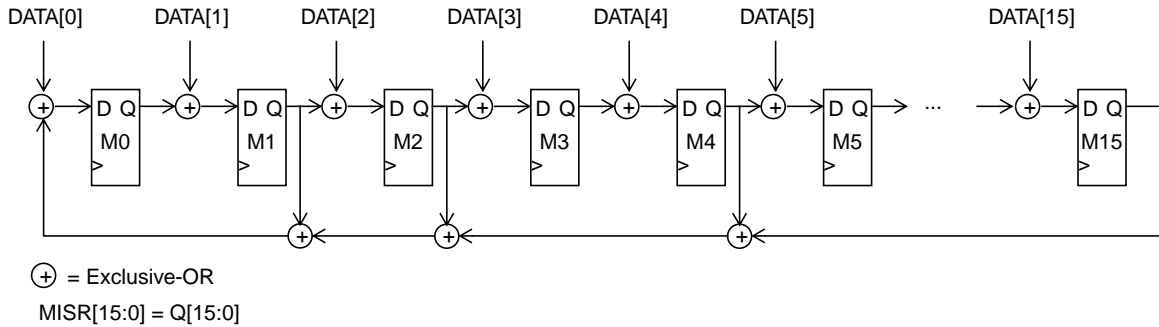 DATA[0] DATA[1] DATA[2] DATA[3] DATA[4] DATA[5] DATA[15]
+ + + + + + +
D Q D Q D Q D Q D Q D Q ... D Q
M0 M1 M2 M3 M4 M5 M15
+ + +
+ = Exclusive-OR
MISR[15:0] = Q[15:0]